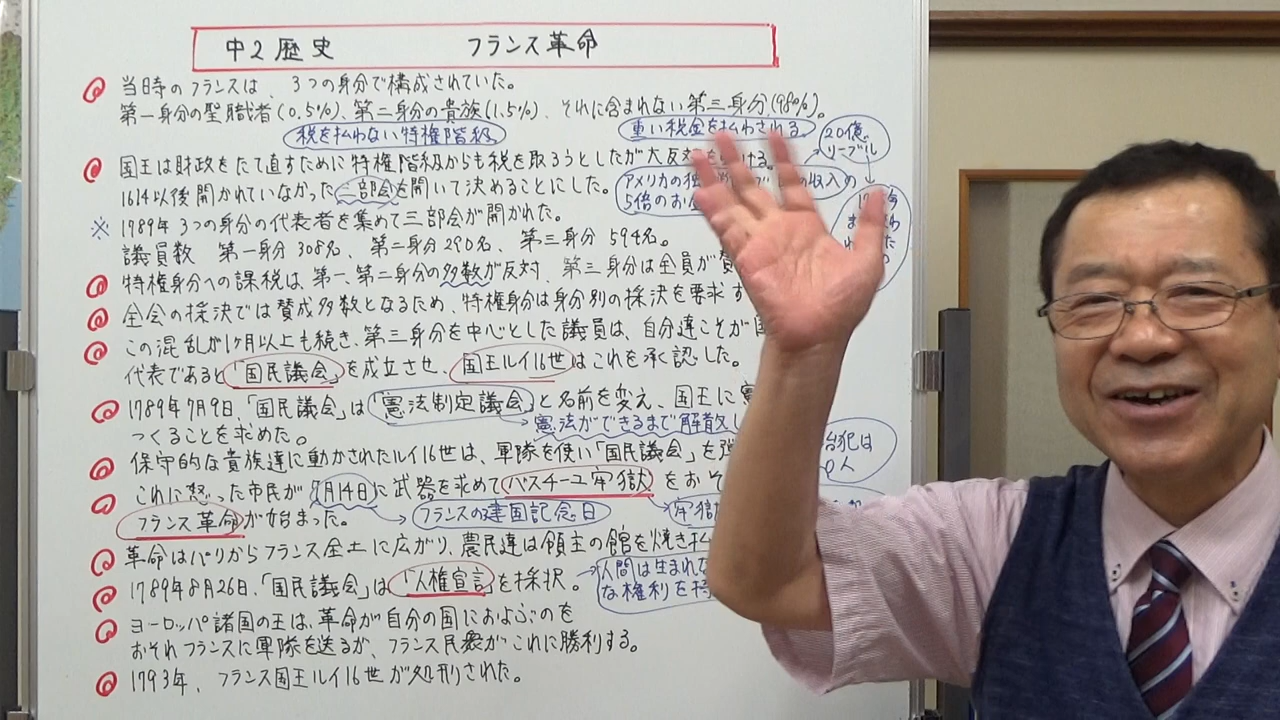 中2 歴史 フランス革命
当時のフランスは、3つの身分で構成されていた。
第一身分の聖職者(0.5%)、第二身分の貴族(1.5%)、それに含まれない第三身分(98%)。
税を払わない特権階級
重い税金を払わされる。
20億
リーブル
国王は財政をたて直すために特権階級からも税を取ろうとしたが大反対
ける。
1614以後開かれていなかった三部会を開いて決めることにした。
アメリカの独
の収入の
5倍のお
※ 1789年 3つの身分の代表者を集めて三部会が開かれた。
議員数 第一身分 308名、第二身分 290名、第三身分 594名。
特権身分への課税は、第一、第二身分の多数が反対、第三身分は全員が
全会の採決では賛成多数となるため、特権身分は身分別の採決を要求す
この混乱が1ヶ月以上も続き、第三身分を中心とした議員は、自分達こそが
代表であると「国民議会」を成立させ、国王ルイ16世はこれを承認した。
1789年7月9日、「国民議会」は「憲法制定議会」と名前を変え、国王に
つくることを求めた。
憲法ができるまで解散し
保守的な貴族達に動かされたルイ16世は、軍隊を使い「国民議会」を
犯は
人
これに怒った市民が7月14日に武器を求めてバスチーユ牢獄をおそ
フランス革命が始まった。
フランスの建国記念日
牢獄
革命はパリからフランス全土に広がり、農民達は領主の館を焼き払
1789年8月26日、「国民議会」は「人権宣言」を採択。
人間は生まれな
な権利を持
ヨーロッパ諸国の王は、革命が自分の国におよぶのを
おそれフランスに軍隊を送るが、フランス民衆がこれに勝利する。
1793年、フランス国王ルイ16世が処刑された。